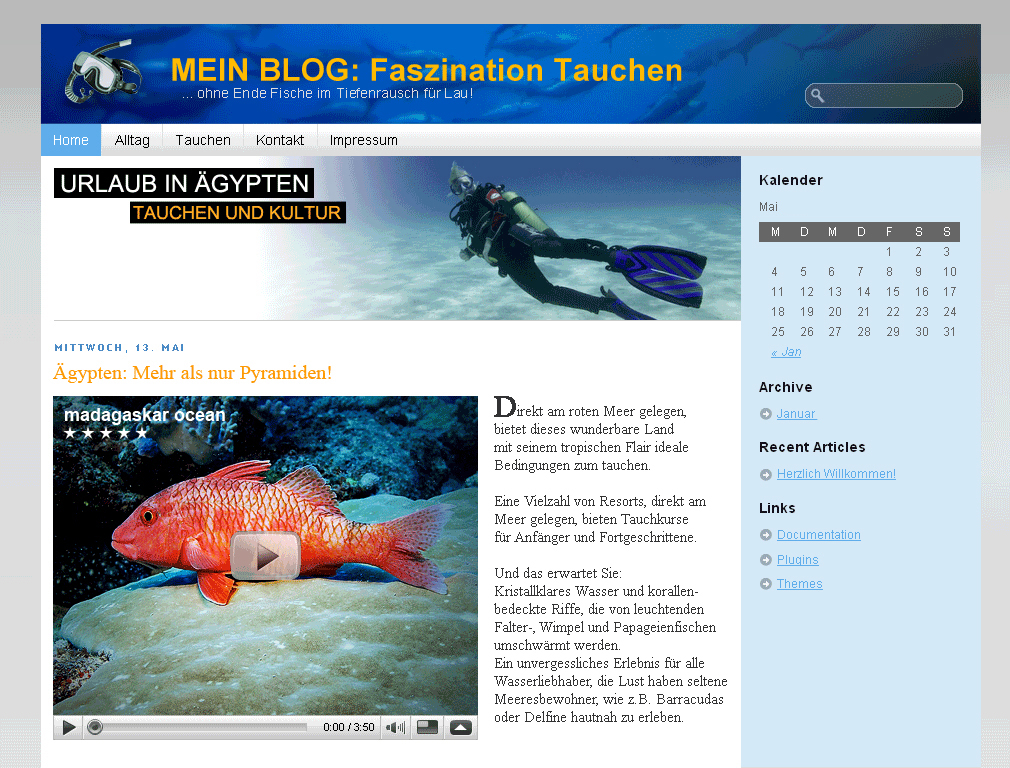 MEIN BLOG: Faszination Tauchen
... ohne Ende Fische im Tiefenrausch für Lau!
Home Alltag Tauchen Kontakt Impressum
URLAUB IN ÄGYPTEN
TAUCHEN UND KULTUR
MITTWOCH, 13. MAI
Ägypten: Mehr als nur Pyramiden!
madagaskar ocean
0:00 / 3:50
Direkt am roten Meer gelegen,
bietet dieses wunderbare Land
mit seinem tropischen Flair ideale
Bedingungen zum tauchen.
Eine Vielzahl von Resorts, direkt am
Meer gelegen, bieten Tauchkurse
für Anfänger und Fortgeschrittene.
Und das erwartet Sie:
Kristallklares Wasser und korallen-
bedeckte Riffe, die von leuchtenden
Falter-, Wimpel und Papageienfischen
umschwärmt werden.
Ein unvergessliches Erlebnis für alle
Wasserliebhaber, die Lust haben seltene
Meeresbewohner, wie z.B. Barracudas
oder Delfine hautnah zu erleben.
Kalender
Mai
M D M D F S S
1 2 3
4 5 6 7 8 9 10
11 12 13 14 15 16 17
18 19 20 21 22 23 24
25 26 27 28 29 30 31
« Jan
Archive
Januar
Recent Articles
Herzlich Willkommen!
Links
Documentation
Plugins
Themes